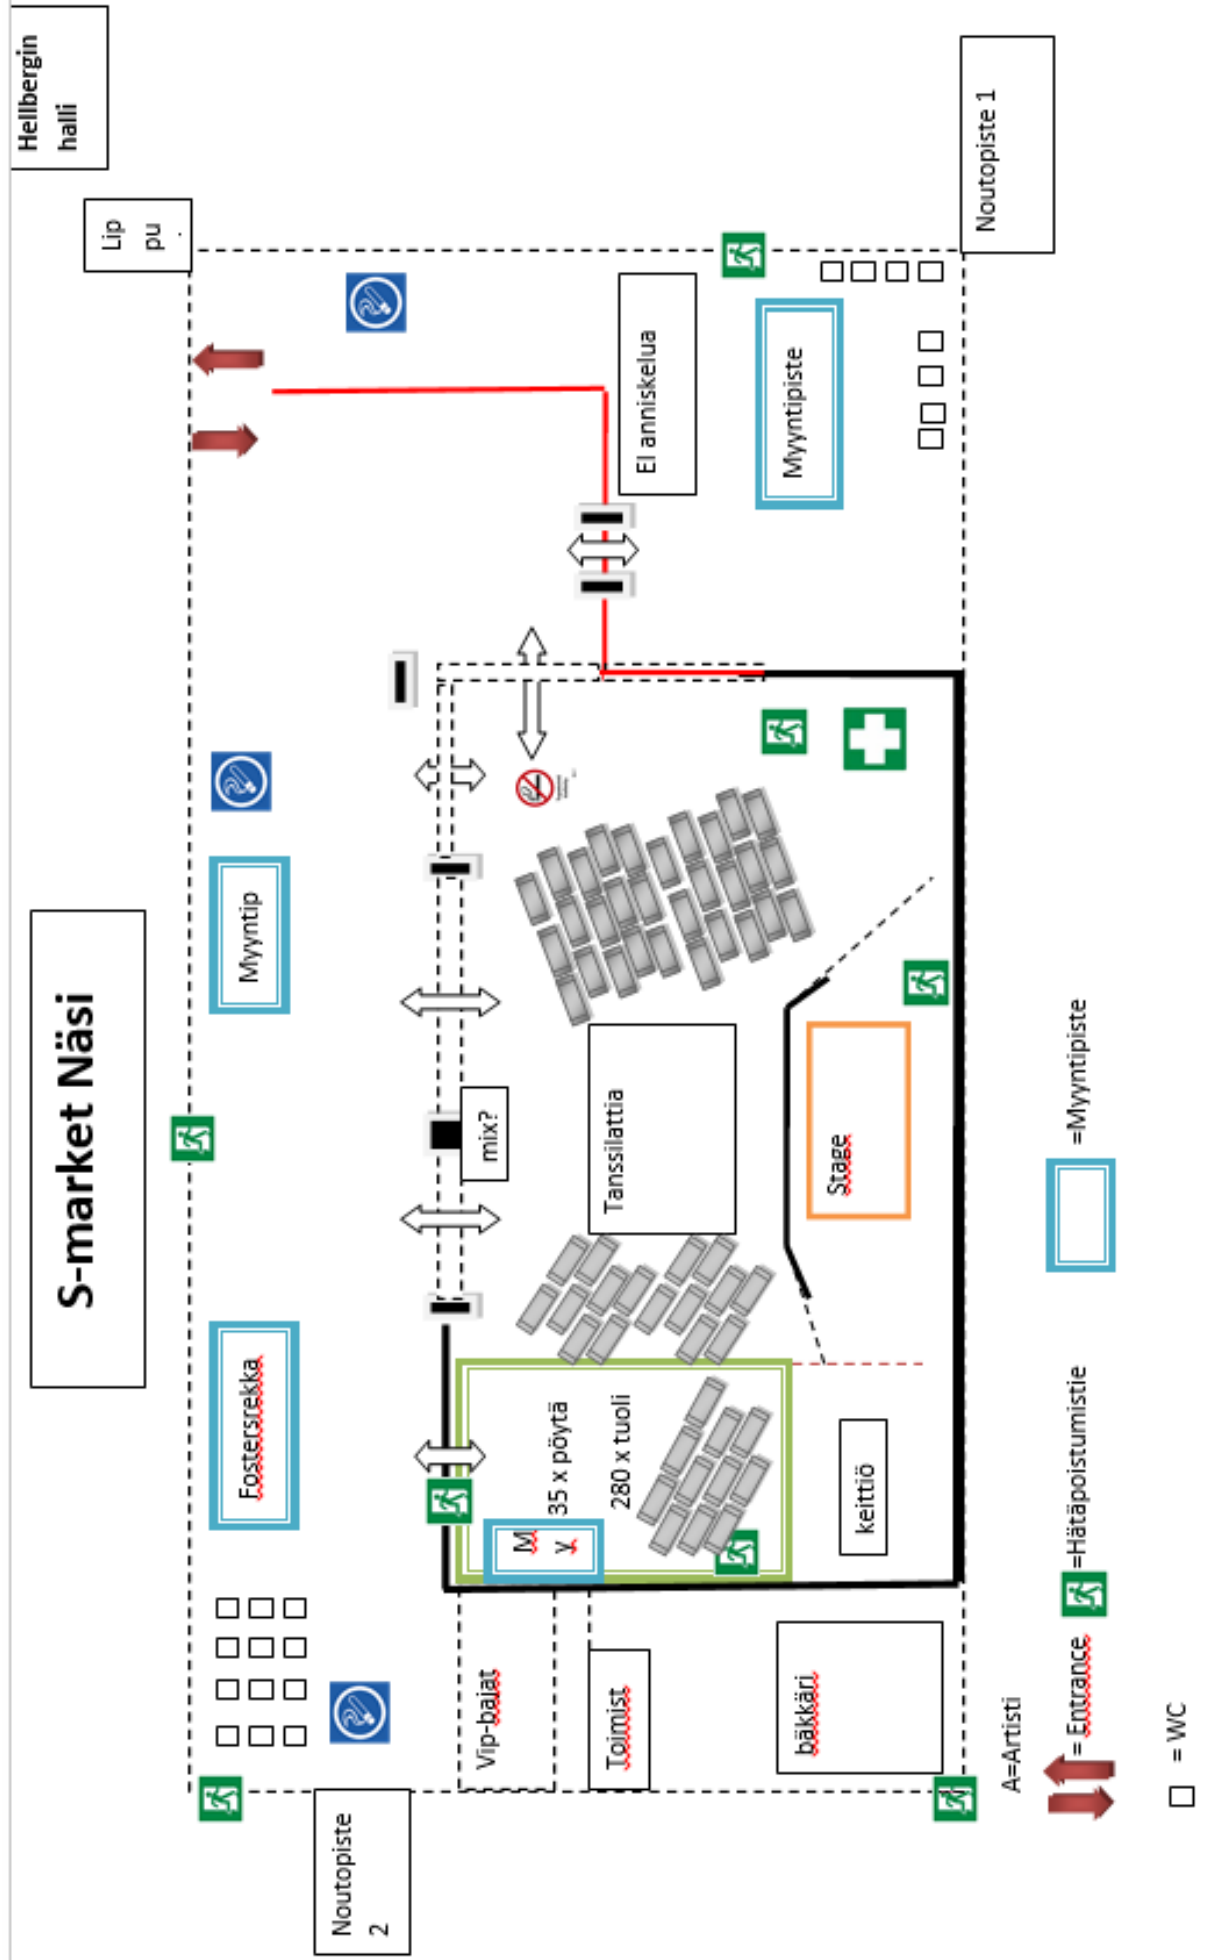 Hellbergin
halli
Lip
pu
.
Noutopiste 1
S-market Näsi
EI anniskelua
Myyntipiste
Myyntip
Fostersrekka
mix?
Tanssilattia
Stage
M
y
35 x pöytä
280 x tuoli
keittiö
Vip-bajat
Toimist
bäkkäri
Noutopiste
2
A=Artisti
= Entrance
=Hätäpoistumistie
=Myyntipiste
= WC